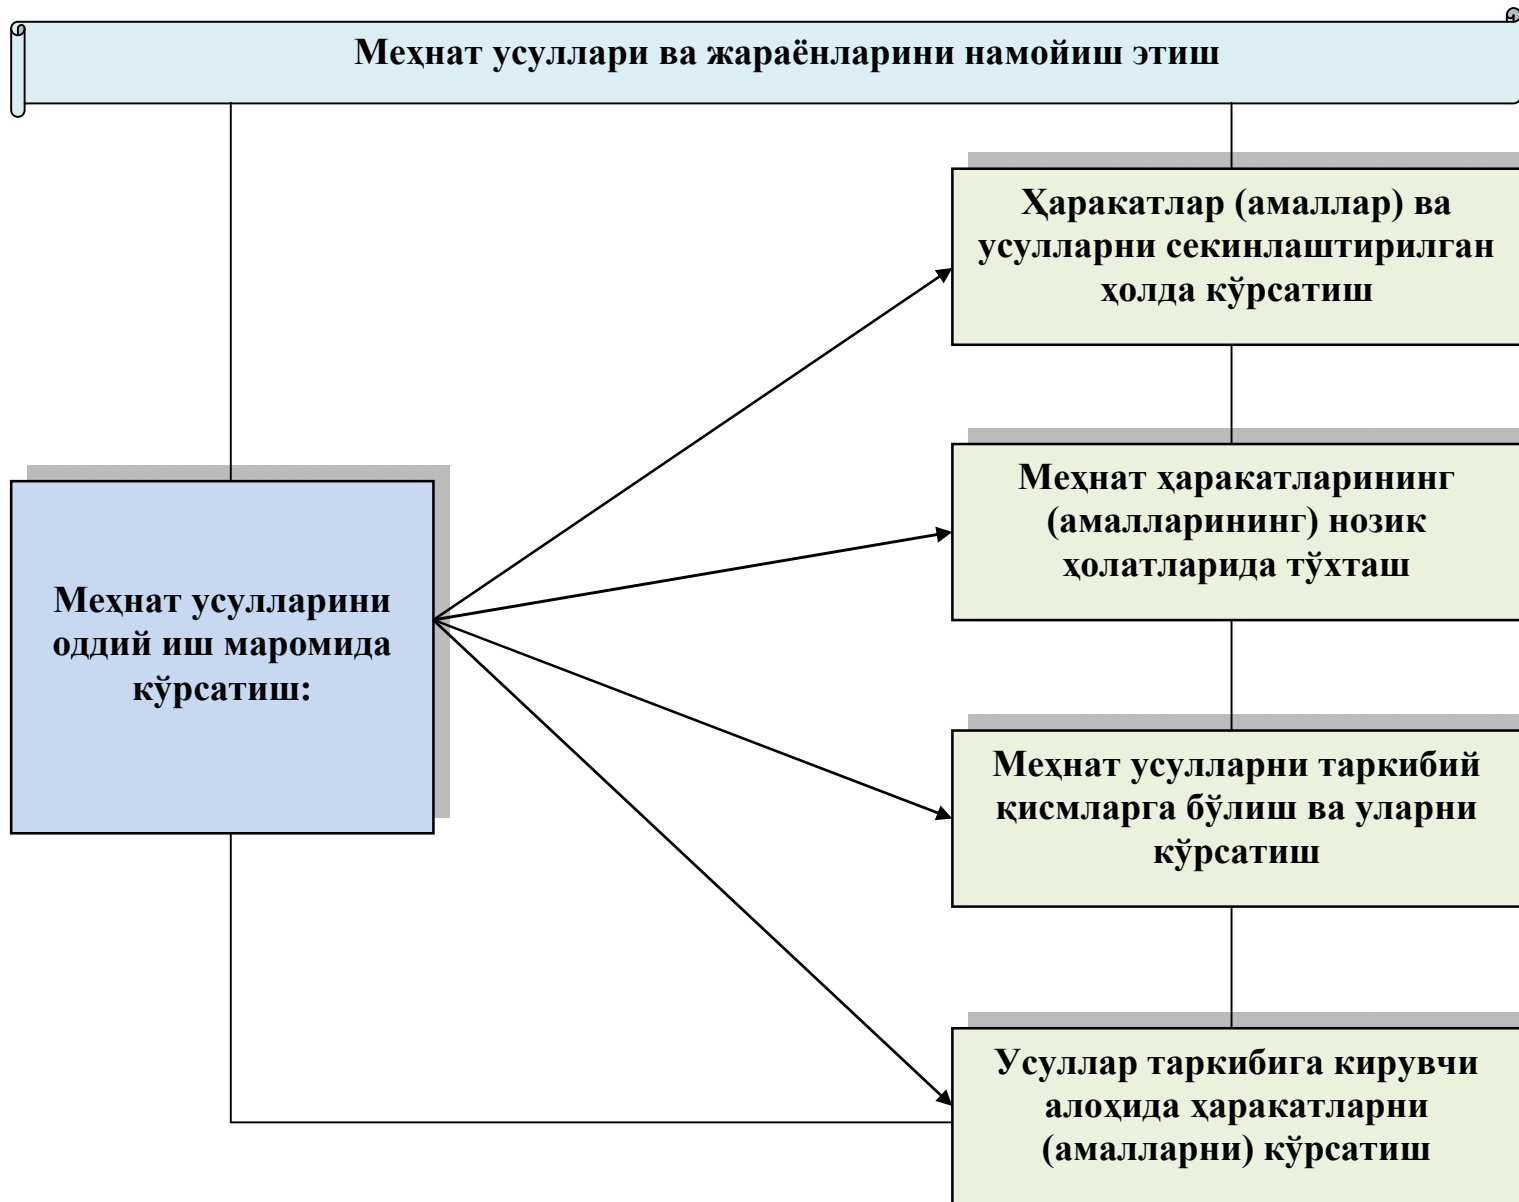 Меҳнат усуллари ва жараёнларини намойиш этиш
Ҳаракатлар (амаллар) ва
усулларни секинлаштирилган
ҳолда кўрсатиш
Меҳнат ҳаракатларининг
(амалларининг) нозик
ҳолатларида тўхташ
Меҳнат усулларини
оддий иш маромида
кўрсатиш:
Меҳнат усулларни таркибий
қисмларга бўлиш ва уларни
кўрсатиш
Усуллар таркибига кирувчи
алоҳида ҳаракатларни
(амалларни) кўрсатиш